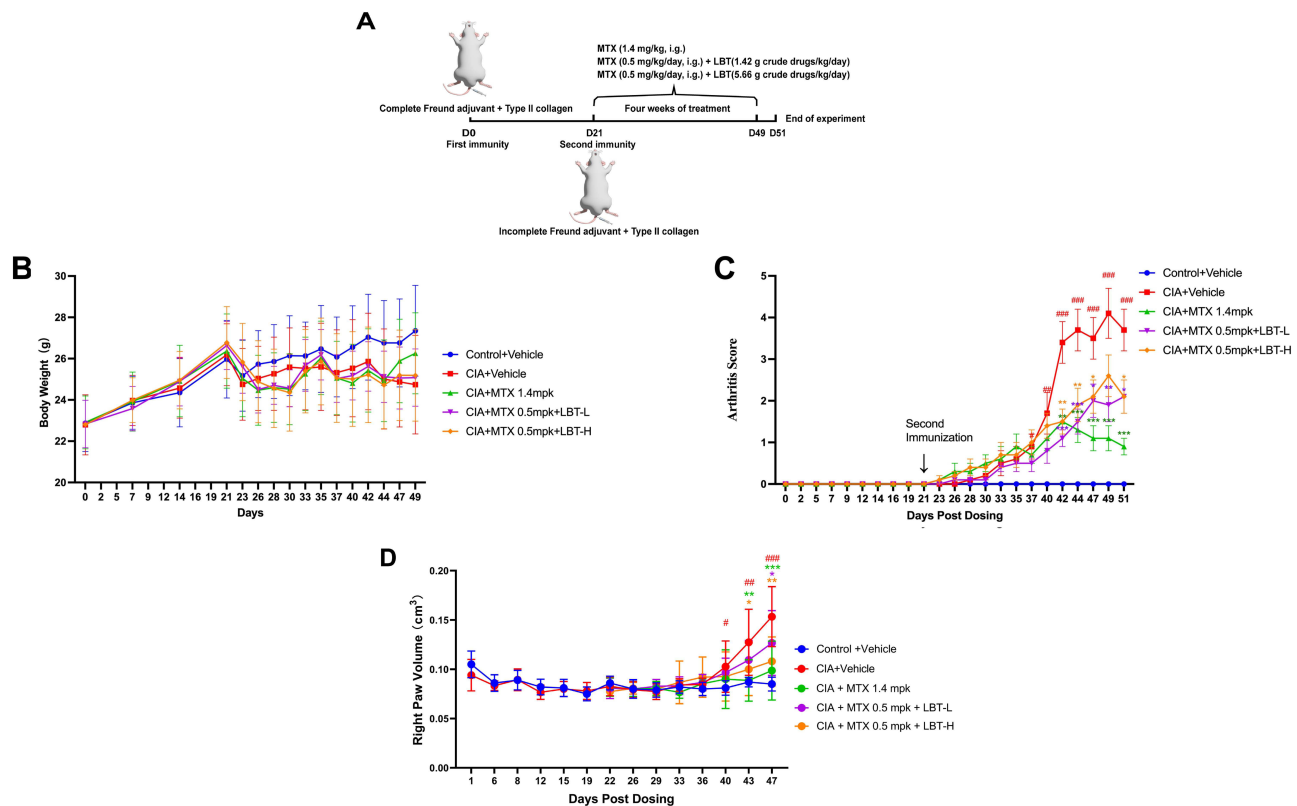 A
MTX (1.4 mg/kg, i.g.)
MTX (0.5 mg/kg/day, i.g.) + LBT(1.42 g crude drugs/kg/day)
MTX (0.5 mg/kg/day, i.g.) + LBT(5.66 g crude drugs/kg/day)
Complete Freund adjuvant + Type II collagen
Four weeks of treatment
End of experiment
D0
D21
D49
D51
First immunity
Second immunity
Incomplete Freund adjuvant + Type II collagen
B
Body Weight (g)
30
28
26
24
22
20
0 2 5 7 9 12 14 16 19 21 23 26 28 30 33 35 37 40 42 44 47 49
Days
Control+Vehicle
CIA+Vehicle
CIA+MTX 1.4mpk
CIA+MTX 0.5mpk+LBT-L
CIA+MTX 0.5mpk+LBT-H
C
Arthritis Score
5
4
3
2
1
0
Second
Immunization
# ## ### ### ### ### ###
** ** * ** *
*** *** * ** *
** *** *** *** ***
0 2 5 7 9 12 14 16 19 21 23 26 28 30 33 35 37 40 42 44 47 49 51
Days Post Dosing
Control+Vehicle
CIA+Vehicle
CIA+MTX 1.4mpk
CIA+MTX 0.5mpk+LBT-L
CIA+MTX 0.5mpk+LBT-H
D
Right Paw Volume (cm³)
0.20
0.15
0.10
0.05
0.00
# ## ###
** ***
*
* **
1 6 8 12 15 19 22 26 29 33 36 40 43 47
Days Post Dosing
Control +Vehicle
CIA+Vehicle
CIA + MTX 1.4 mpk
CIA + MTX 0.5 mpk + LBT-L
CIA + MTX 0.5 mpk + LBT-H